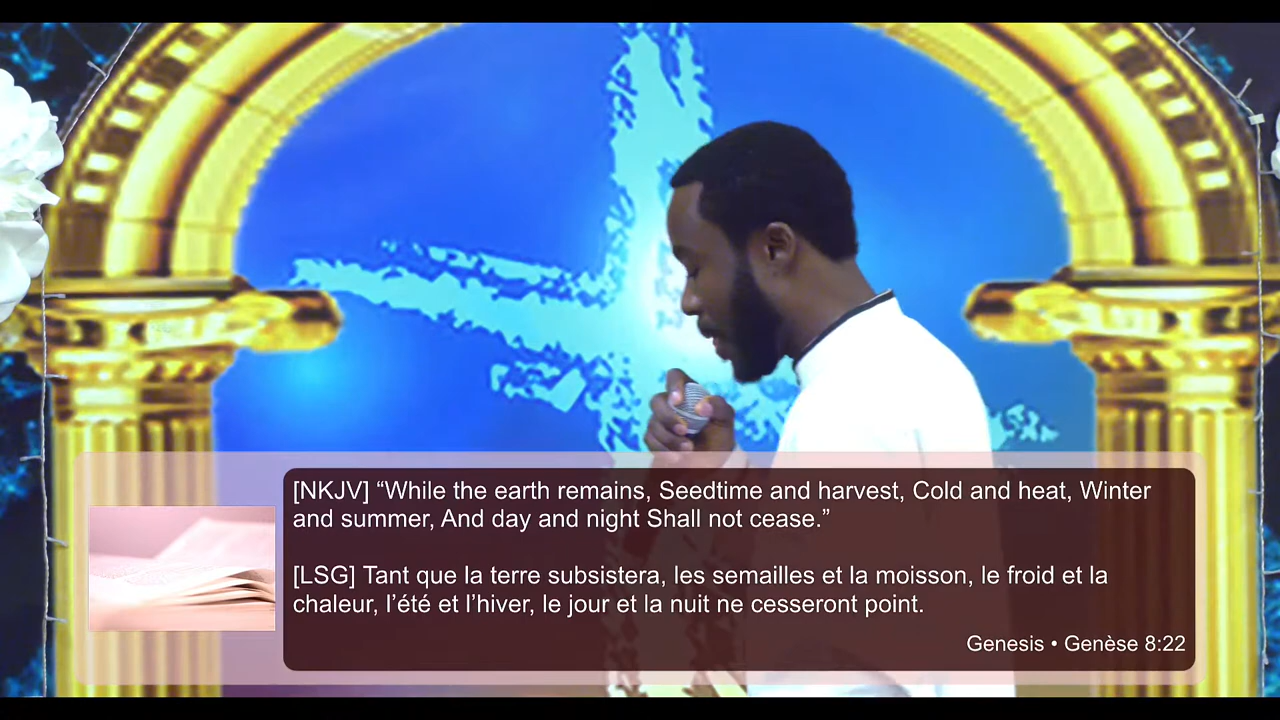 [NKJV] “While the earth remains, Seedtime and harvest, Cold and heat, Winter
and summer, And day and night Shall not cease.”
[LSG] Tant que la terre subsistera, les semailles et la moisson, le froid et la
chaleur, l’été et l’hiver, le jour et la nuit ne cesseront point.
Genesis • Genèse 8:22